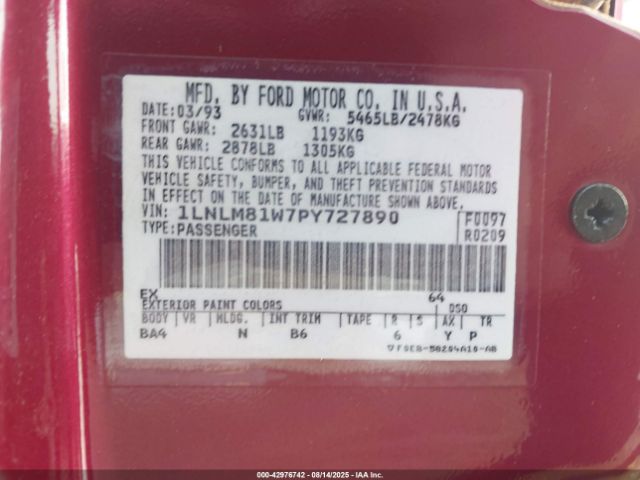 MFD. BY FORD MOTOR CO. IN U.S.A.
DATE: 03/93 GVWR: 5465LB/2478KG
FRONT GAWR: 2631LB 1193KG
REAR GAWR: 2878LB 1305KG
THIS VEHICLE CONFORMS TO ALL APPLICABLE FEDERAL MOTOR
VEHICLE SAFETY, BUMPER, AND THEFT PREVENTION STANDARDS
IN EFFECT ON THE DATE OF MANUFACTURE SHOWN ABOVE.
VIN: 1LNLM81W7PY727890 F0097
TYPE: PASSENGER R0209
EX 64
EXTERIOR PAINT COLORS DSO
BODY VR MLDG. INT TRIM TAPE R S AX TR
BA4 N B6 6 Y P
▽F0EB-58204A10-AB
000-42976742 - 08/14/2025 - IAA Inc.